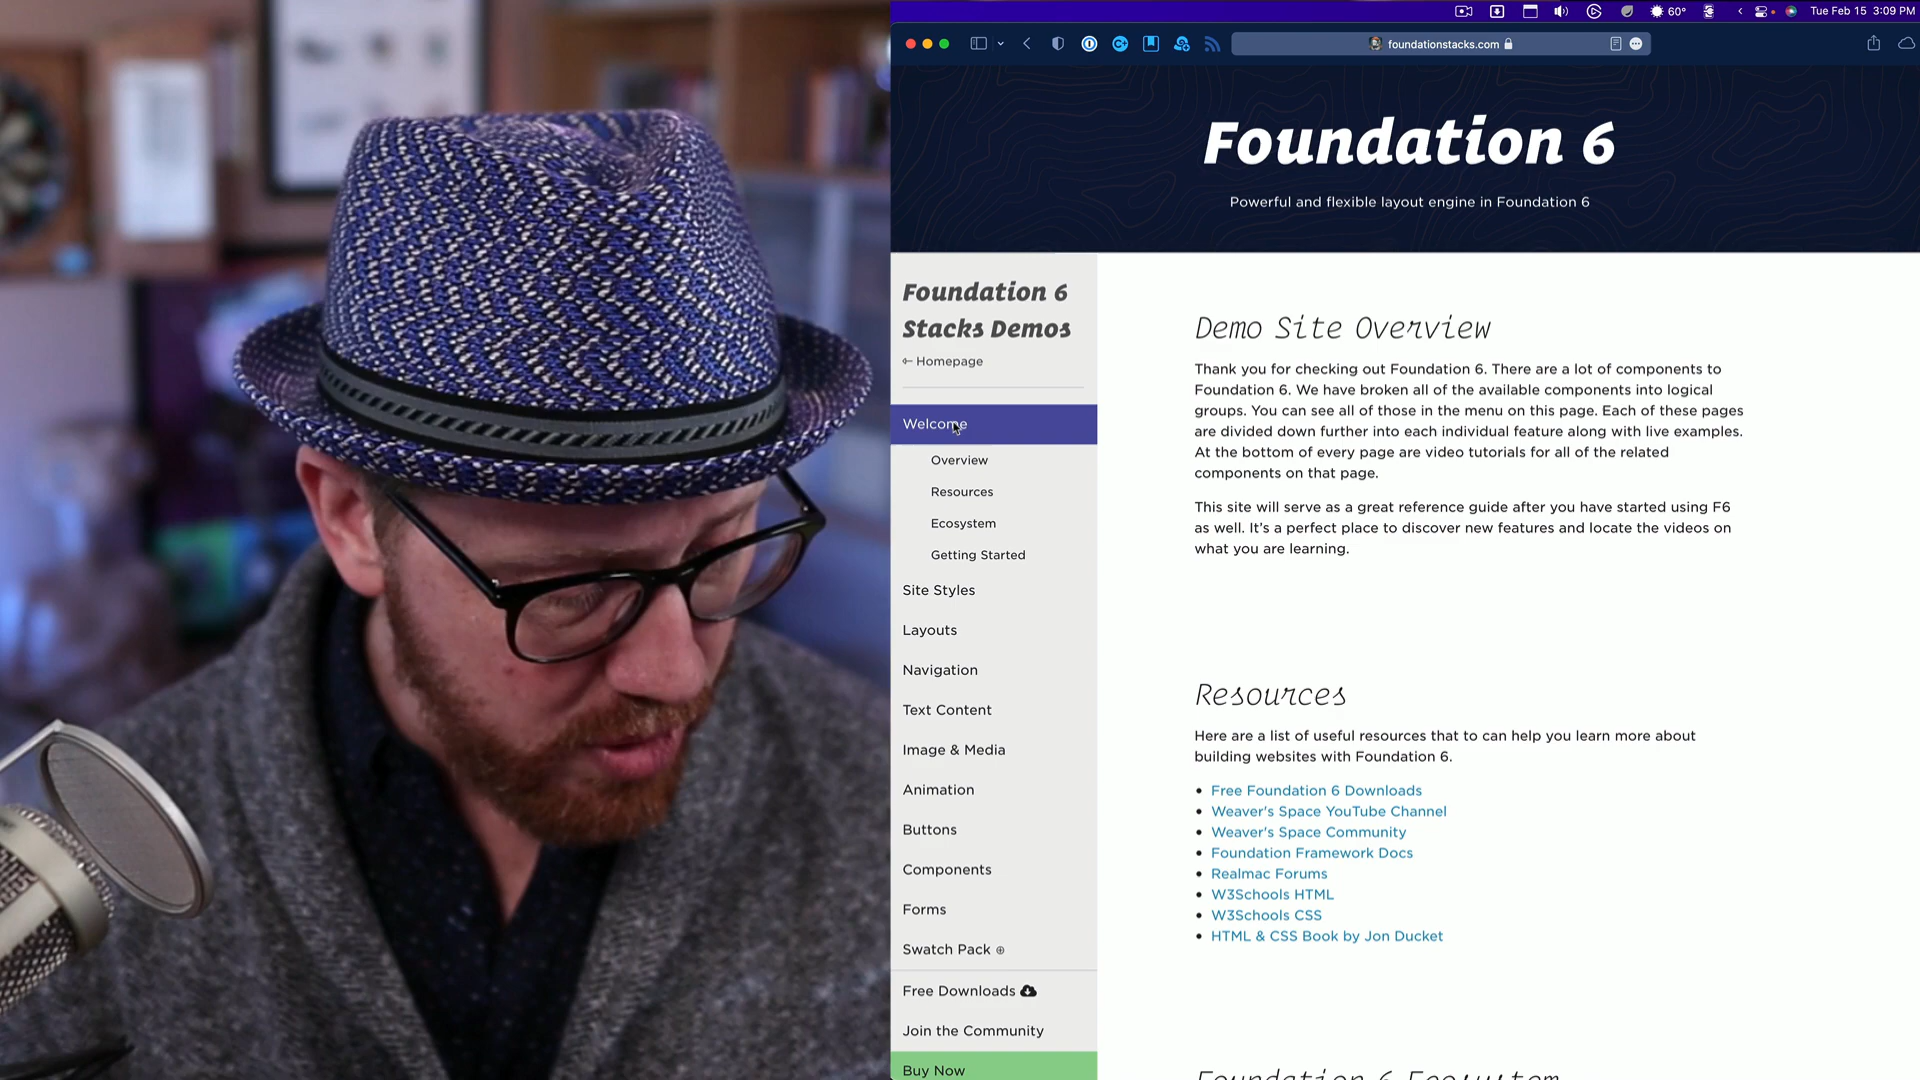 60° Tue Feb 15 3:09 PM
foundationstacks.com
Foundation 6
Powerful and flexible layout engine in Foundation 6
Foundation 6
Stacks Demos
Homepage
Welcome
Overview
Resources
Ecosystem
Getting Started
Site Styles
Layouts
Navigation
Text Content
Image & Media
Animation
Buttons
Components
Forms
Swatch Pack
Free Downloads
Join the Community
Buy Now
Demo Site Overview
Thank you for checking out Foundation 6. There are a lot of components to
Foundation 6. We have broken all of the available components into logical
groups. You can see all of those in the menu on this page. Each of these pages
are divided down further into each individual feature along with live examples.
At the bottom of every page are video tutorials for all of the related
components on that page.
This site will serve as a great reference guide after you have started using F6
as well. It's a perfect place to discover new features and locate the videos on
what you are learning.
Resources
Here are a list of useful resources that to can help you learn more about
building websites with Foundation 6.
Free Foundation 6 Downloads
Weaver's Space YouTube Channel
Weaver's Space Community
Foundation Framework Docs
Realmac Forums
W3Schools HTML
W3Schools CSS
HTML & CSS Book by Jon Ducket
Foundation 6 Ecosystem